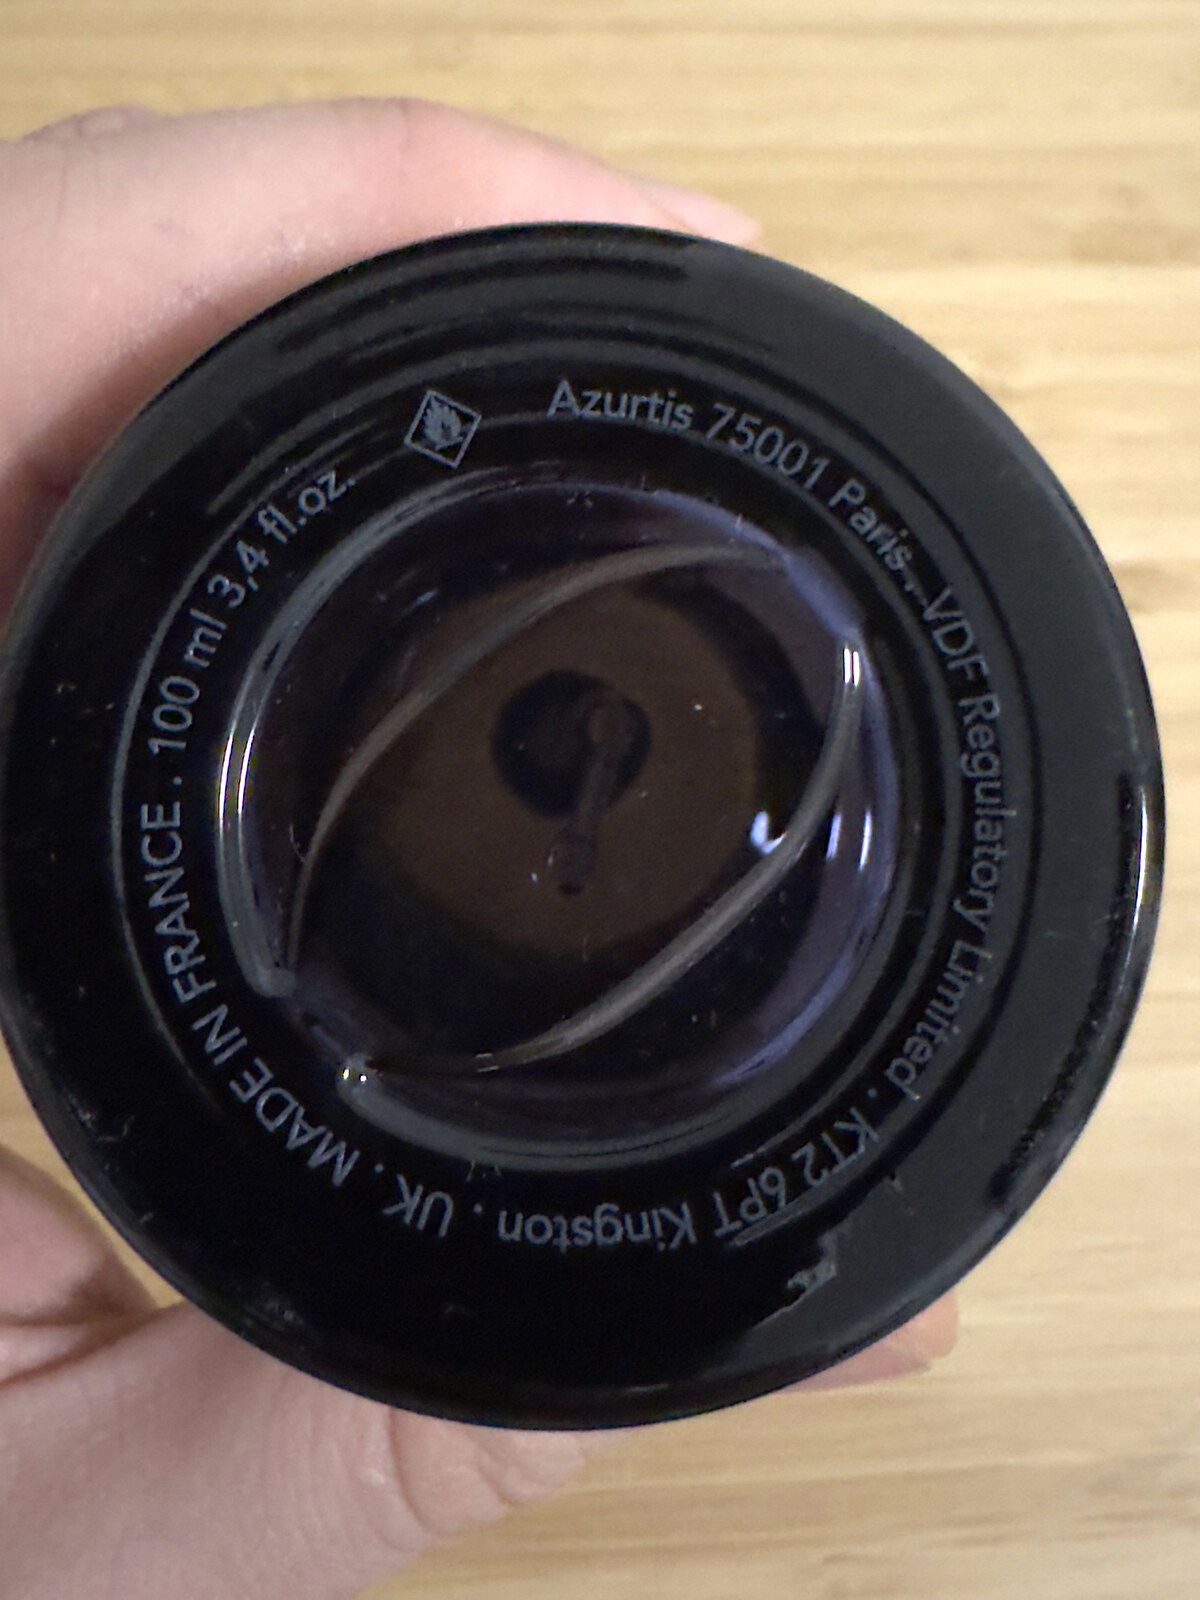 Azurtis 75001 Paris . VDF Regulatory Limited . KT2 6PT Kingston . UK . MADE IN FRANCE . 100 ml 3,4 fl.oz.